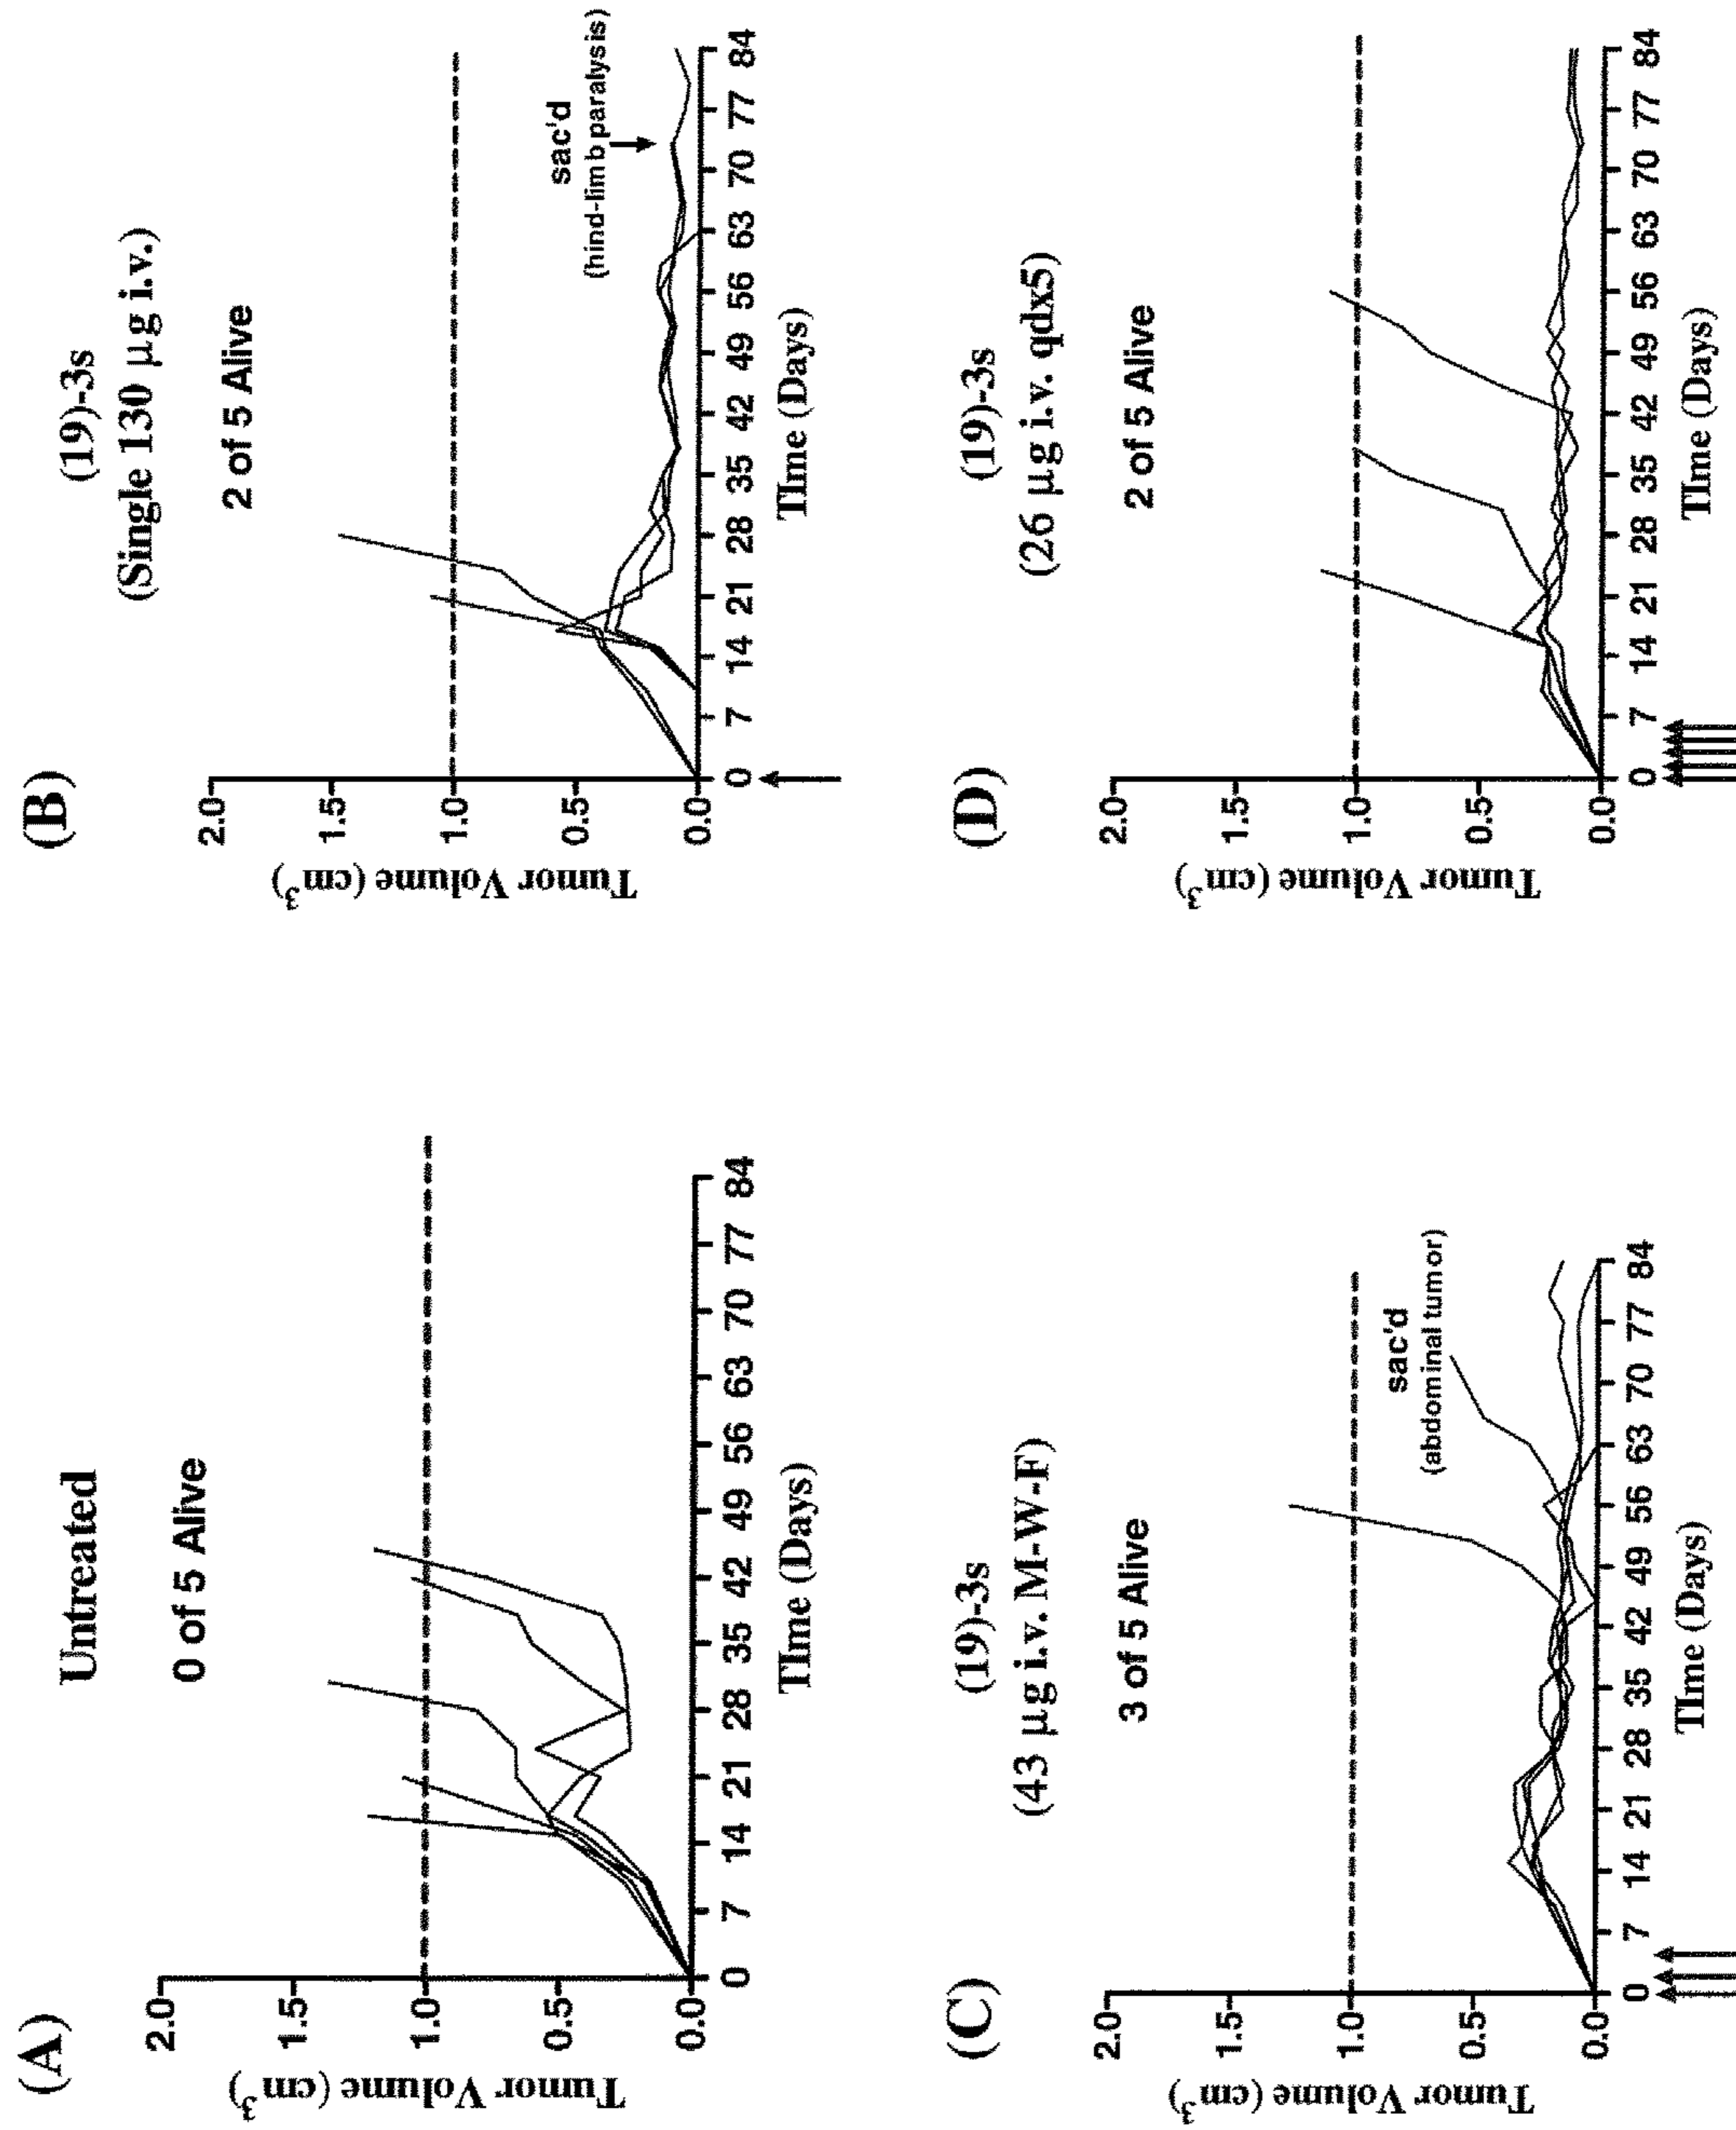 (A)
Untreated
0 of 5 Alive
Tumor Volume (cm3)
2.0
1.5
1.0
0.5
0.0
0 7 14 21 28 35 42 49 56 63 70 77 84
TIme (Days)
(B)
(19)-3s
(Single 130 μg i.v.)
2 of 5 Alive
sac'd
(hind-limb paralysis)
Tumor Volume (cm3)
2.0
1.5
1.0
0.5
0.0
0 7 14 21 28 35 42 49 56 63 70 77 84
TIme (Days)
(C)
(19)-3s
(43 μg i.v. M-W-F)
3 of 5 Alive
sac'd
(abdominal tumor)
Tumor Volume (cm3)
2.0
1.5
1.0
0.5
0.0
0 7 14 21 28 35 42 49 56 63 70 77 84
TIme (Days)
(D)
(19)-3s
(26 μg i.v. qdx5)
2 of 5 Alive
Tumor Volume (cm3)
2.0
1.5
1.0
0.5
0.0
0 7 14 21 28 35 42 49 56 63 70 77 84
TIme (Days)